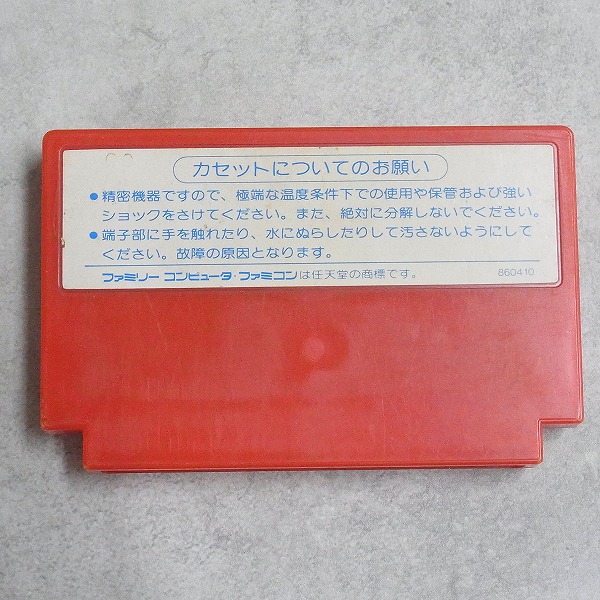 カセットについてのお願い
●精密機器ですので、極端な温度条件下での使用や保管および強い
ショックをさけてください。また、絶対に分解しないでください。
●端子部に手を触れたり、水にぬらしたりして汚さないようにして
ください。故障の原因となります。
ファミリーコンピュータ・ファミコンは任天堂の商標です。 860410